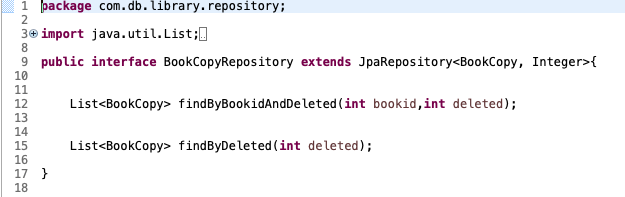 1 package com.db.library.repository;
2
3 import java.util.List;
8
9 public interface BookCopyRepository extends JpaRepository<BookCopy, Integer>{
10
11
12 List<BookCopy> findByBookidAndDeleted(int bookid,int deleted);
13
14
15 List<BookCopy> findByDeleted(int deleted);
16
17 }
18